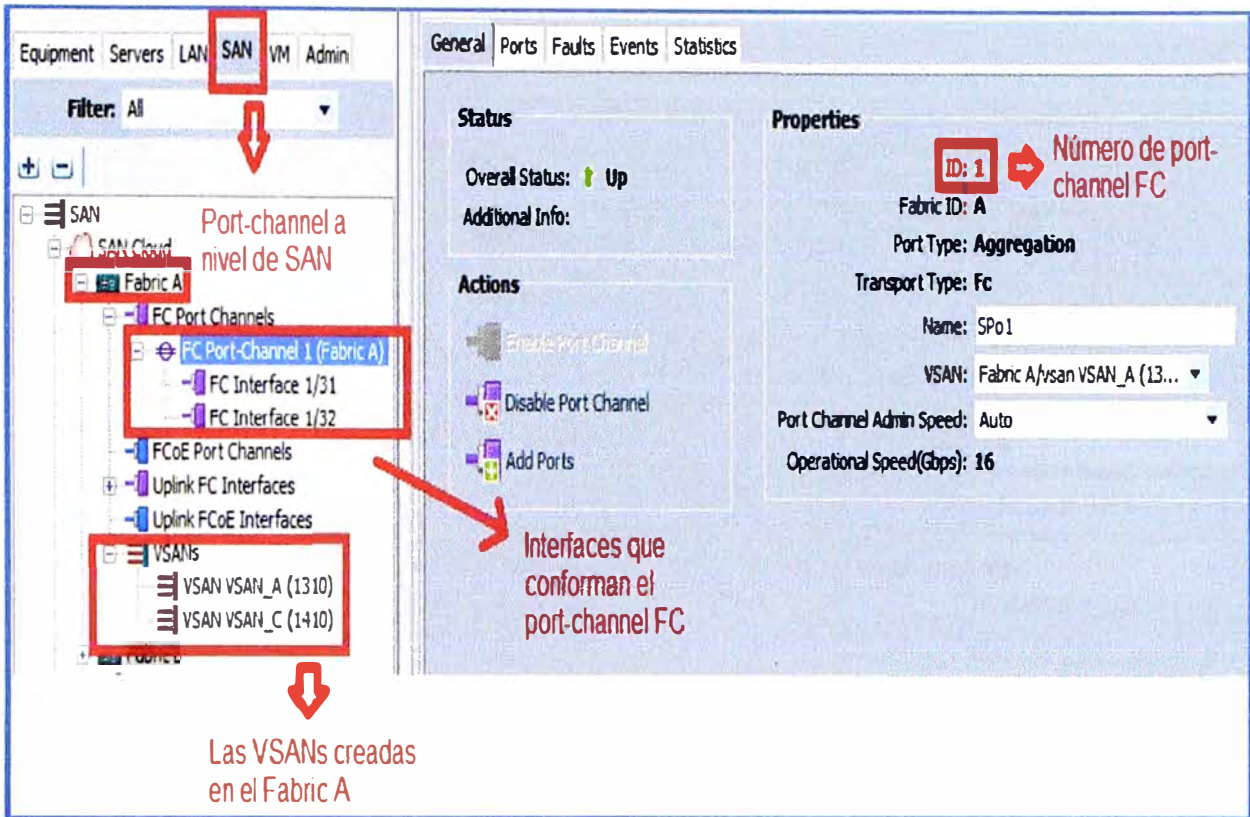 Equipment Servers LAN SAN VM Admin
Filter: All
SAN
SAN Cloud
Port-channel a
nivel de SAN
Fabric A
FC Port Channels
FC Port-Channel 1 (Fabric A)
FC Interface 1/31
FC Interface 1/32
FCoE Port Channels
Uplink FC Interfaces
Uplink FCoE Interfaces
VSANs
VSAN VSAN_A (1310)
VSAN VSAN_C (1410)
Las VSANs creadas
en el Fabric A
General Ports Faults Events Statistics
Status
Overall Status: Up
Additional Info:
Actions
Enable Port Channel
Disable Port Channel
Add Ports
Interfaces que
conforman el
port-channel FC
Properties
ID: 1
Número de port-
channel FC
Fabric ID: A
Port Type: Aggregation
Transport Type: Fc
Name: SPo1
VSAN: Fabric A/vsan VSAN_A (13...
Port Channel Admin Speed: Auto
Operational Speed(Gbps): 16